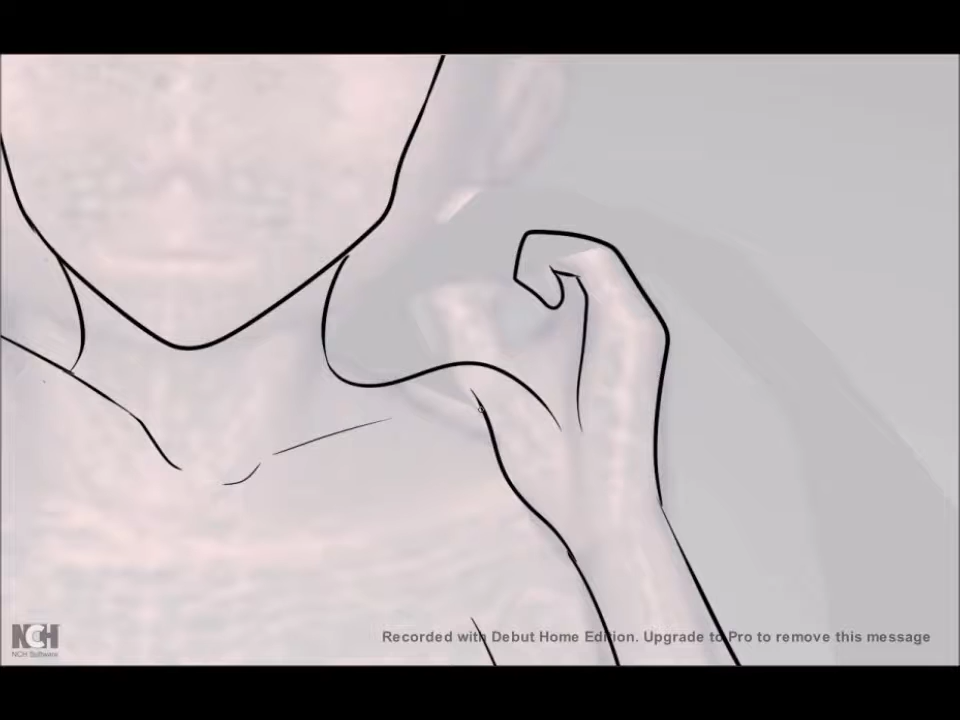 NCH
NCH Software
Recorded with Debut Home Edition. Upgrade to Pro to remove this message